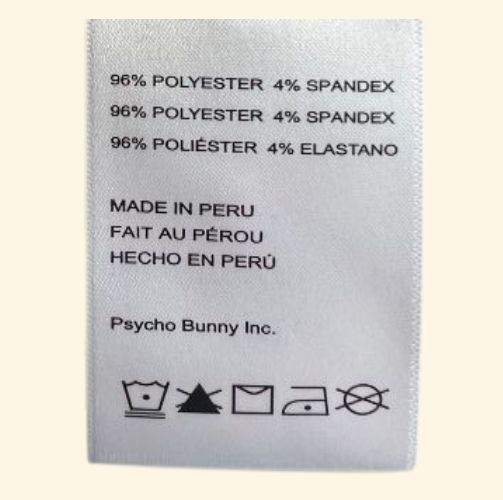 96% POLYESTER 4% SPANDEX
96% POLYESTER 4% SPANDEX
96% POLIÉSTER 4% ELASTANO
MADE IN PERU
FAIT AU PÉROU
HECHO EN PERÚ
Psycho Bunny Inc.